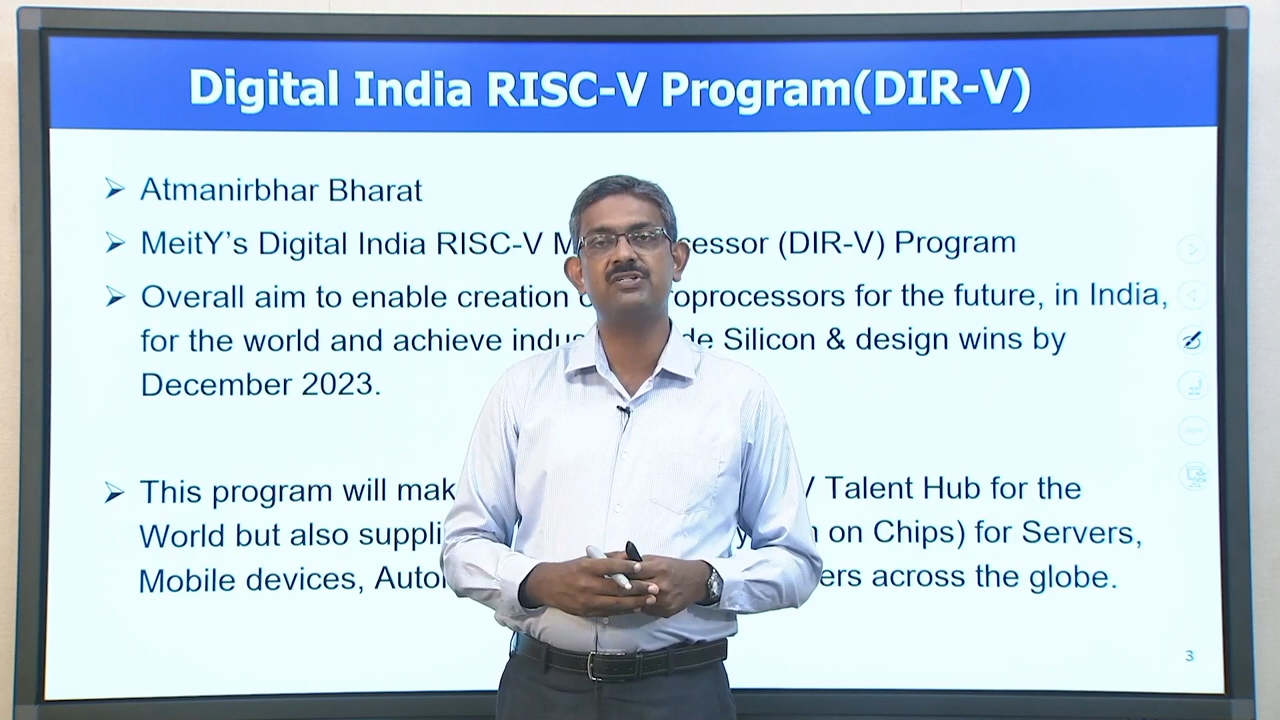 Digital India RISC-V Program(DIR-V)
Atmanirbhar Bharat
MeitY's Digital India RISC-V M cessor (DIR-V) Program
Overall aim to enable creation roprocessors for the future, in India,
for the world and achieve indus de Silicon & design wins by
December 2023.
This program will mak V Talent Hub for the
World but also suppli on Chips) for Servers,
Mobile devices, Auto ers across the globe.
3